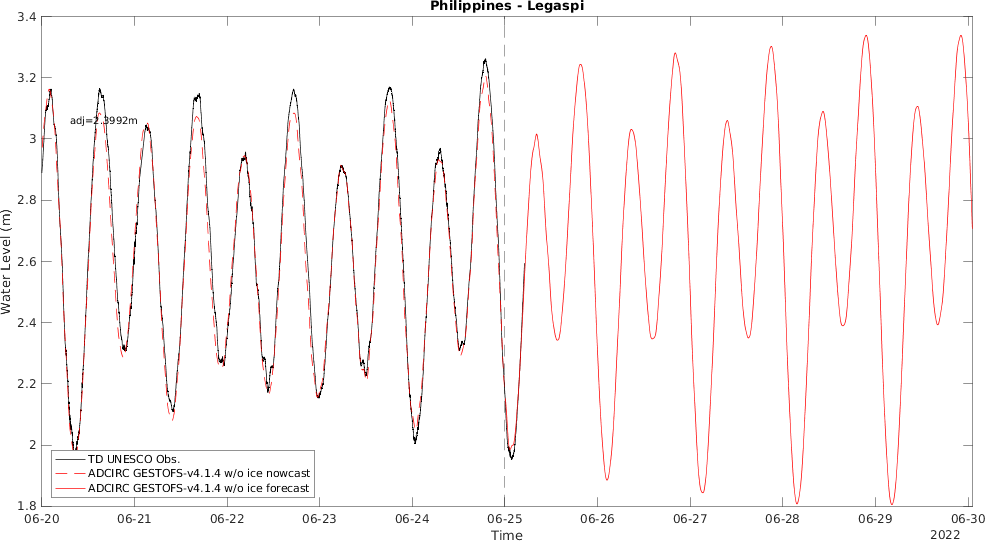 Philippines - Legaspi
3.4
3.2
3
2.8
2.6
2.4
2.2
2
1.8
Water Level (m)
adj=2.3992m
TD UNESCO Obs.
ADCIRC GESTOFS-v4.1.4 w/o ice nowcast
ADCIRC GESTOFS-v4.1.4 w/o ice forecast
06-20 06-21 06-22 06-23 06-24 06-25 06-26 06-27 06-28 06-29 06-30
Time
2022